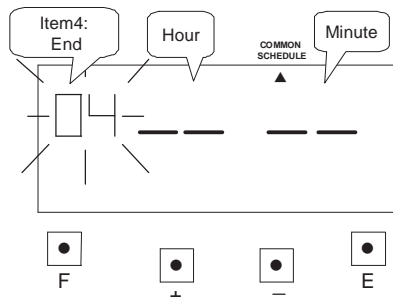 Item4:
End
Hour
COMMON
SCHEDULE
Minute
04 -- --
F
+
−
E